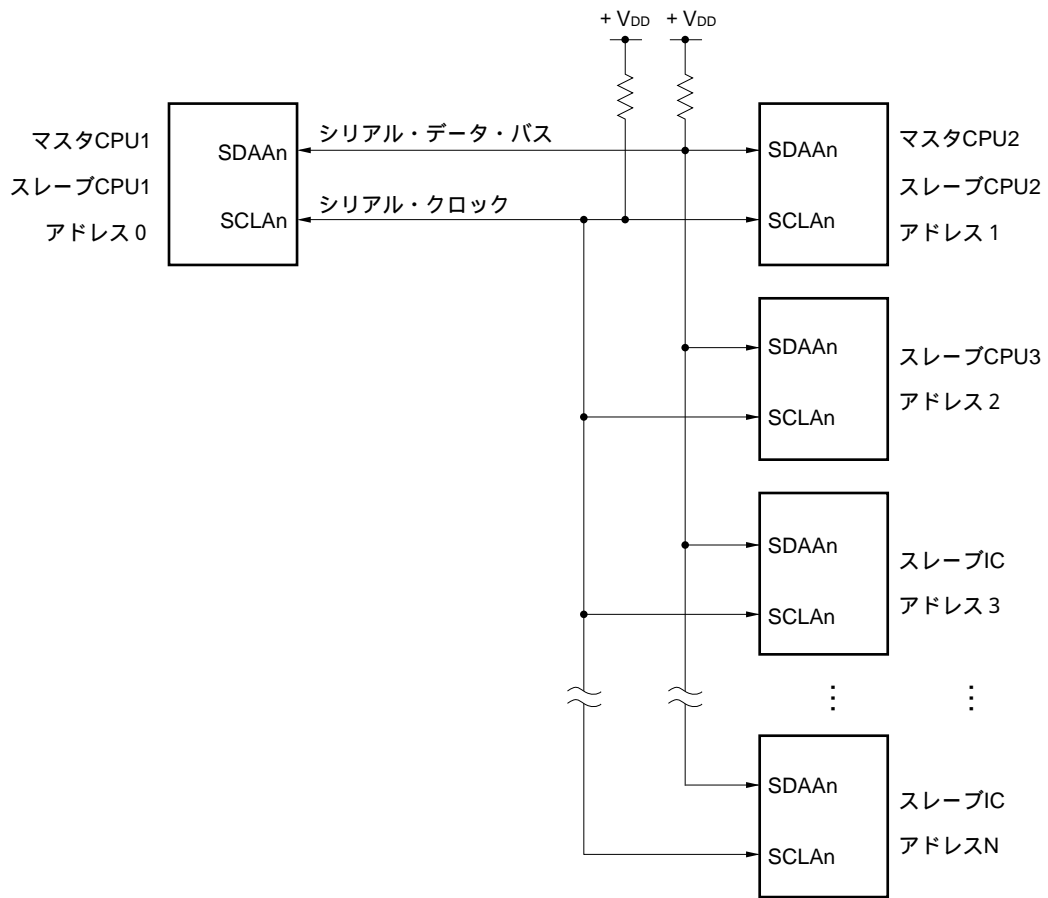 + VDD
+ VDD
マスタCPU1
スレーブCPU1
アドレス 0
SDAAn
SCLAn
シリアル・データ・バス
シリアル・クロック
SDAAn
SCLAn
マスタCPU2
スレーブCPU2
アドレス 1
SDAAn
SCLAn
スレーブCPU3
アドレス 2
SDAAn
SCLAn
スレーブIC
アドレス 3
SDAAn
SCLAn
スレーブIC
アドレスN